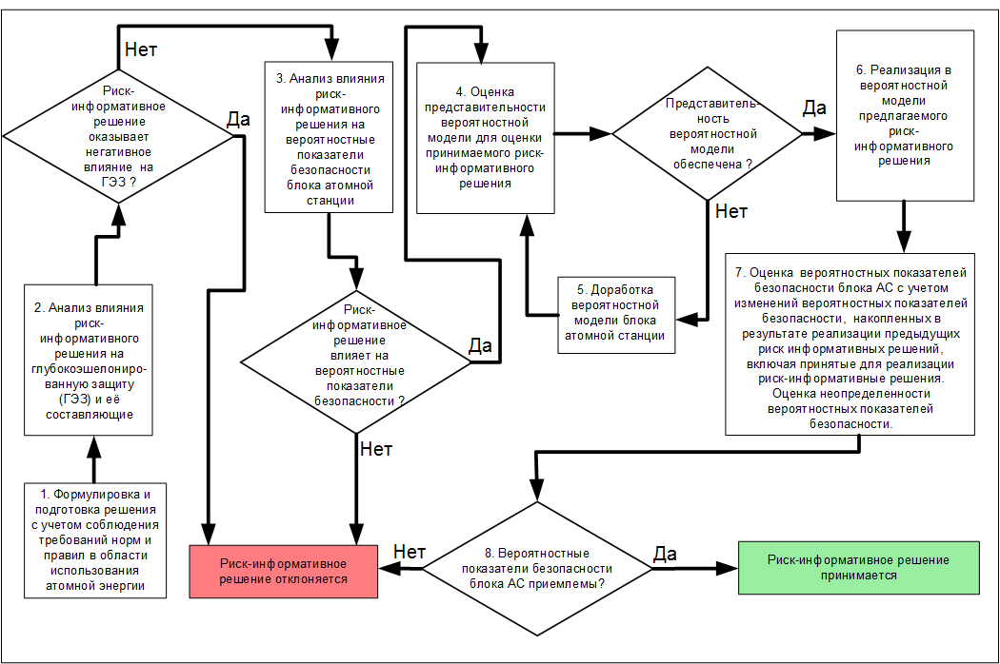 1. Формулировка и
подготовка решения
с учетом соблюдения
требований норм и
правил в области
использования
атомной энергии
2. Анализ влияния
риск-
информативного
решения на
глубокоэшелониро-
ванную защиту
(ГЭЗ) и её
составляющие
Риск-
информативное
решение
оказывает
негативное
влияние на
ГЭЗ ?
Нет
Да
3. Анализ влияния
риск-
информативного
решения на
вероятностные
показатели
безопасности
блока атомной
станции
Риск-
информативное
решение
влияет на
вероятностные
показатели
безопасности ?
Да
Нет
4. Оценка
представительности
вероятностной
модели для оценки
принимаемого риск-
информативного
решения
Представитель-
ность
вероятностной
модели
обеспечена ?
Да
Нет
5. Доработка
вероятностной
модели блока
атомной станции
6. Реализация в
вероятностной
модели
предлагаемого
риск-
информативного
решения
7. Оценка вероятностных показателей
безопасности блока АС с учетом
изменений вероятностных показателей
безопасности, накопленных в
результате реализации предыдущих
риск информативных решений,
включая принятые для реализации
риск-информативные решения.
Оценка неопределенности
вероятностных показателей
безопасности.
8. Вероятностные
показатели безопасности
блока АС приемлемы?
Нет
Да
Риск-информативное
решение отклоняется
Риск-информативное решение
принимается